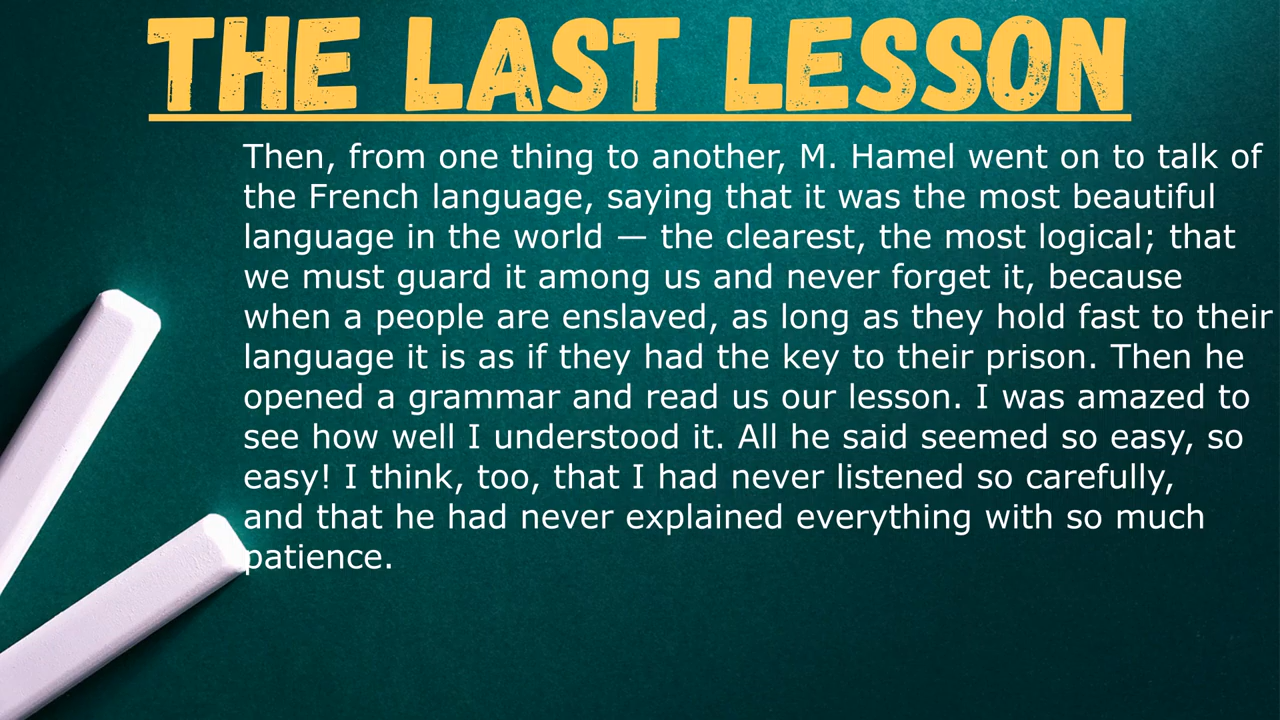 THE LAST LESSON
Then, from one thing to another, M. Hamel went on to talk of
the French language, saying that it was the most beautiful
language in the world — the clearest, the most logical; that
we must guard it among us and never forget it, because
when a people are enslaved, as long as they hold fast to their
language it is as if they had the key to their prison. Then he
opened a grammar and read us our lesson. I was amazed to
see how well I understood it. All he said seemed so easy, so
easy! I think, too, that I had never listened so carefully,
and that he had never explained everything with so much
patience.